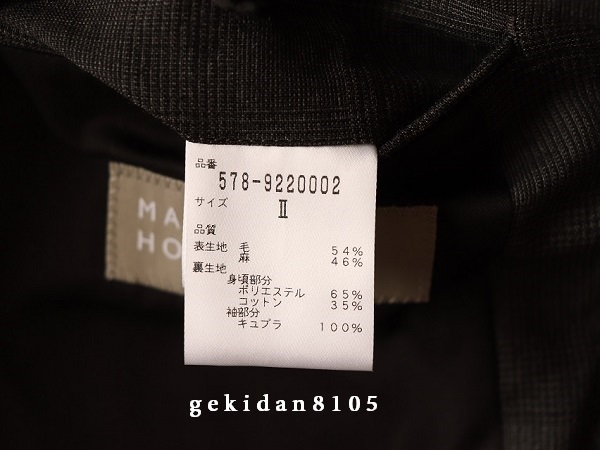 品番
578-9220002
サイズ Ⅱ
品質
表生地 毛 54%
麻 46%
裏生地
身頃部分
ポリエステル 65%
コットン 35%
袖部分
キュプラ 100%
MA
HO
gekidan8105